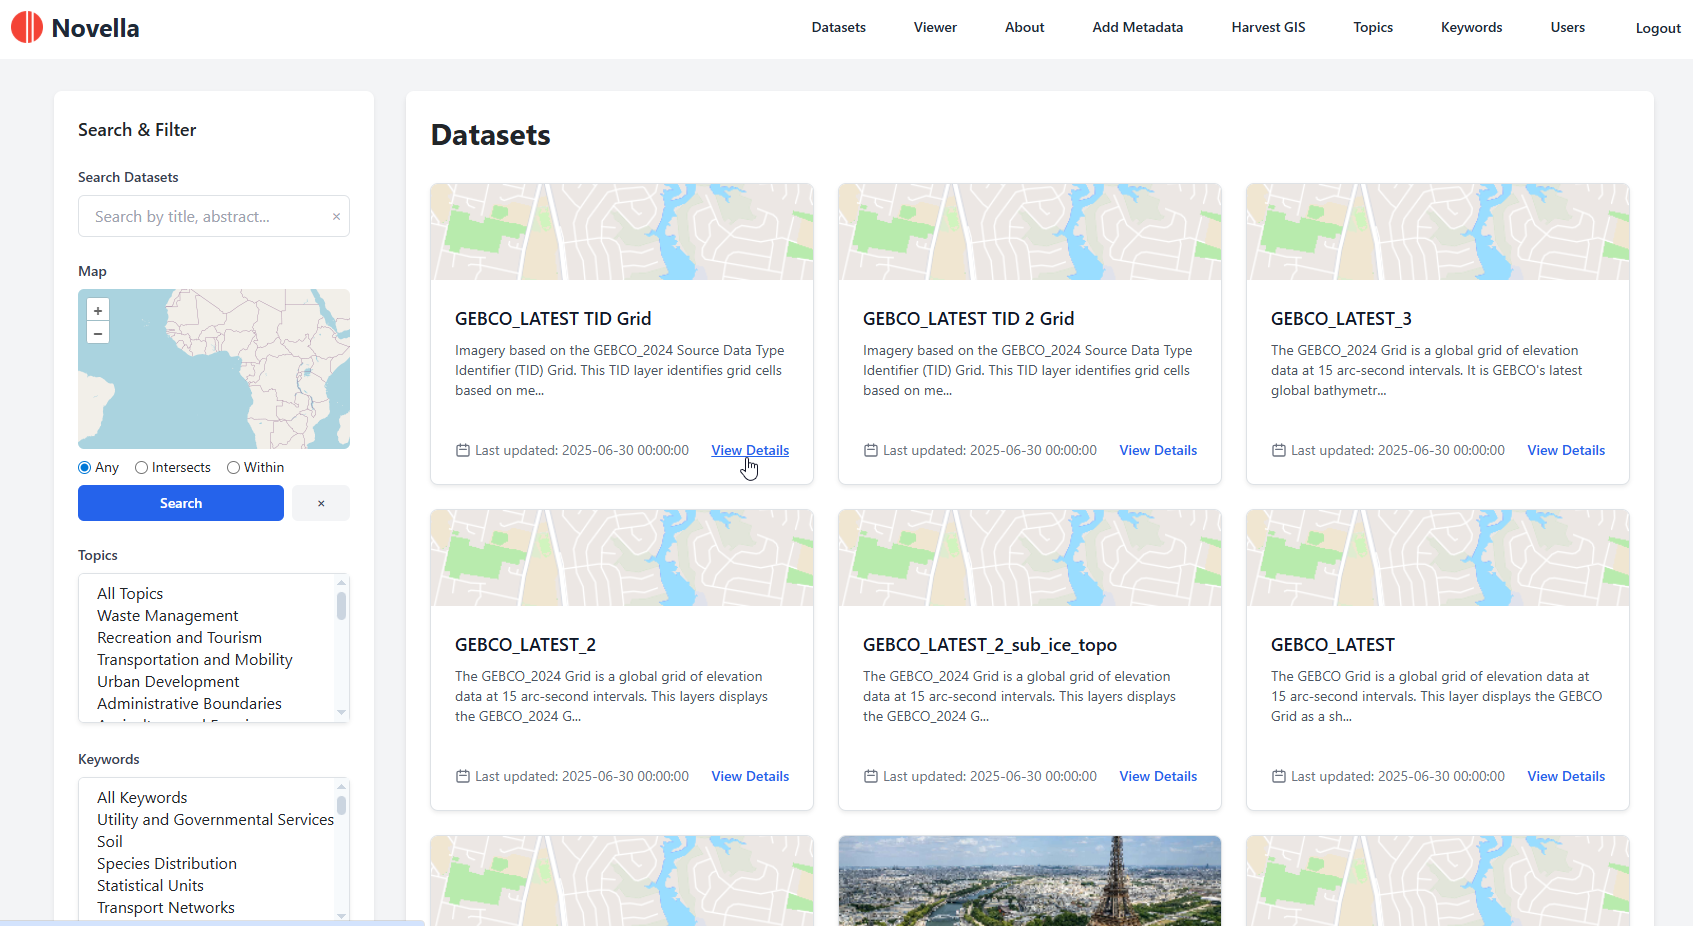 Novella
Datasets
Viewer
About
Add Metadata
Harvest GIS
Topics
Keywords
Users
Logout
Search & Filter
Search Datasets
Search by title, abstract...
×
Map
+
−
Any
Intersects
Within
Search
×
Topics
All Topics
Waste Management
Recreation and Tourism
Transportation and Mobility
Urban Development
Administrative Boundaries
Keywords
All Keywords
Utility and Governmental Services
Soil
Species Distribution
Statistical Units
Transport Networks
Datasets
GEBCO_LATEST TID Grid
Imagery based on the GEBCO_2024 Source Data Type
Identifier (TID) Grid. This TID layer identifies grid cells
based on me...
Last updated: 2025-06-30 00:00:00
View Details
GEBCO_LATEST TID 2 Grid
Imagery based on the GEBCO_2024 Source Data Type
Identifier (TID) Grid. This TID layer identifies grid cells
based on me...
Last updated: 2025-06-30 00:00:00
View Details
GEBCO_LATEST_3
The GEBCO_2024 Grid is a global grid of elevation
data at 15 arc-second intervals. It is GEBCO's latest
global bathymetr...
Last updated: 2025-06-30 00:00:00
View Details
GEBCO_LATEST_2
The GEBCO_2024 Grid is a global grid of elevation
data at 15 arc-second intervals. This layers displays
the GEBCO_2024 G...
Last updated: 2025-06-30 00:00:00
View Details
GEBCO_LATEST_2_sub_ice_topo
The GEBCO_2024 Grid is a global grid of elevation
data at 15 arc-second intervals. This layers displays
the GEBCO_2024 G...
Last updated: 2025-06-30 00:00:00
View Details
GEBCO_LATEST
The GEBCO Grid is a global grid of elevation data at
15 arc-second intervals. This layer displays the GEBCO
Grid as a sh...
Last updated: 2025-06-30 00:00:00
View Details